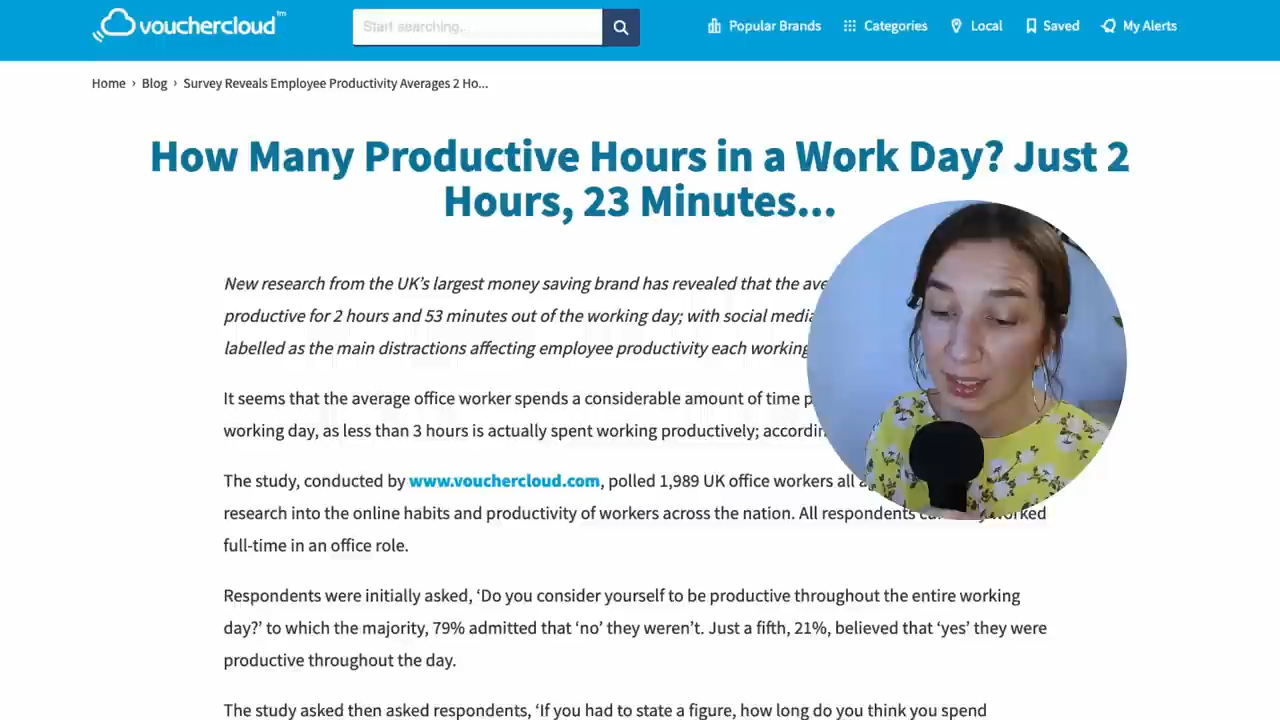 vouchercloud™
Start searching..
Popular Brands
Categories
Local
Saved
My Alerts
Home › Blog › Survey Reveals Employee Productivity Averages 2 Ho...
How Many Productive Hours in a Work Day? Just 2
Hours, 23 Minutes...
New research from the UK’s largest money saving brand has revealed that the
productive for 2 hours and 53 minutes out of the working day; with social
labelled as the main distractions affecting employee productivity each
It seems that the average office worker spends a considerable amount of time
working day, as less than 3 hours is actually spent working productively;
The study, conducted by www.vouchercloud.com, polled 1,989 UK office workers all
research into the online habits and productivity of workers across the nation. All respondents
full-time in an office role.
Respondents were initially asked, ‘Do you consider yourself to be productive throughout the entire working
day?’ to which the majority, 79% admitted that ‘no’ they weren’t. Just a fifth, 21%, believed that ‘yes’ they were
productive throughout the day.
The study asked then asked respondents, ‘If you had to state a figure, how long do you think you spend